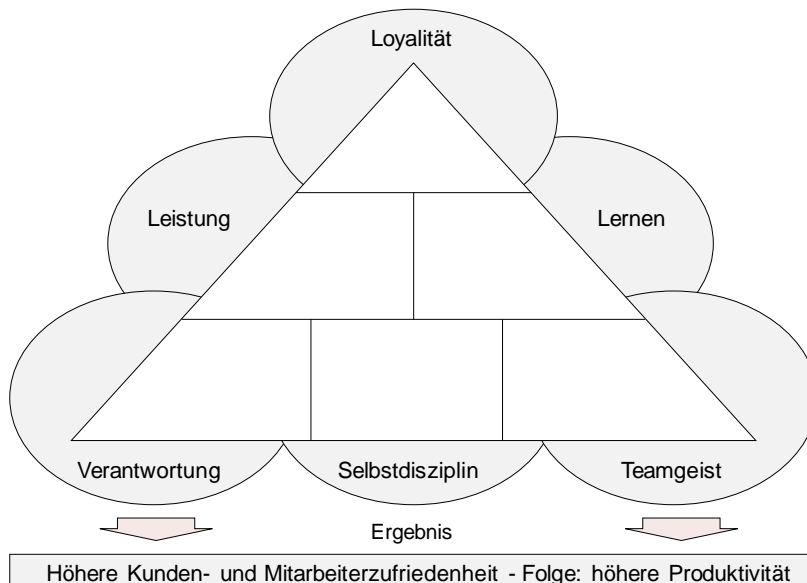 Loyalität
Leistung
Lernen
Verantwortung
Selbstdisziplin
Teamgeist
Ergebnis
Höhere Kunden- und Mitarbeiterzufriedenheit - Folge: höhere Produktivität